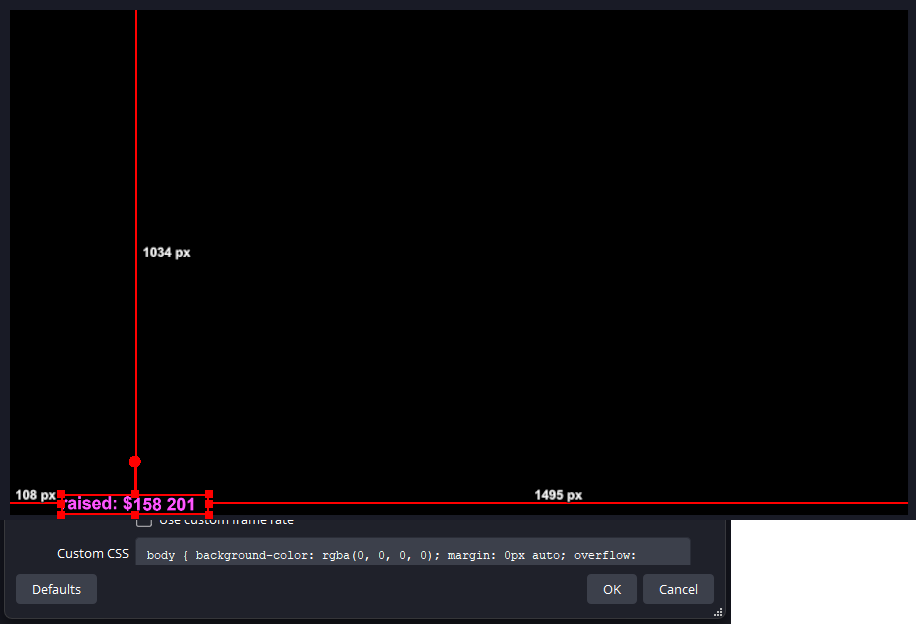 1034 px
108 px
1495 px
raised: $158 201
Use custom frame rate
Custom CSS
body { background-color: rgba(0, 0, 0, 0); margin: 0px auto; overflow:
Defaults
OK
Cancel